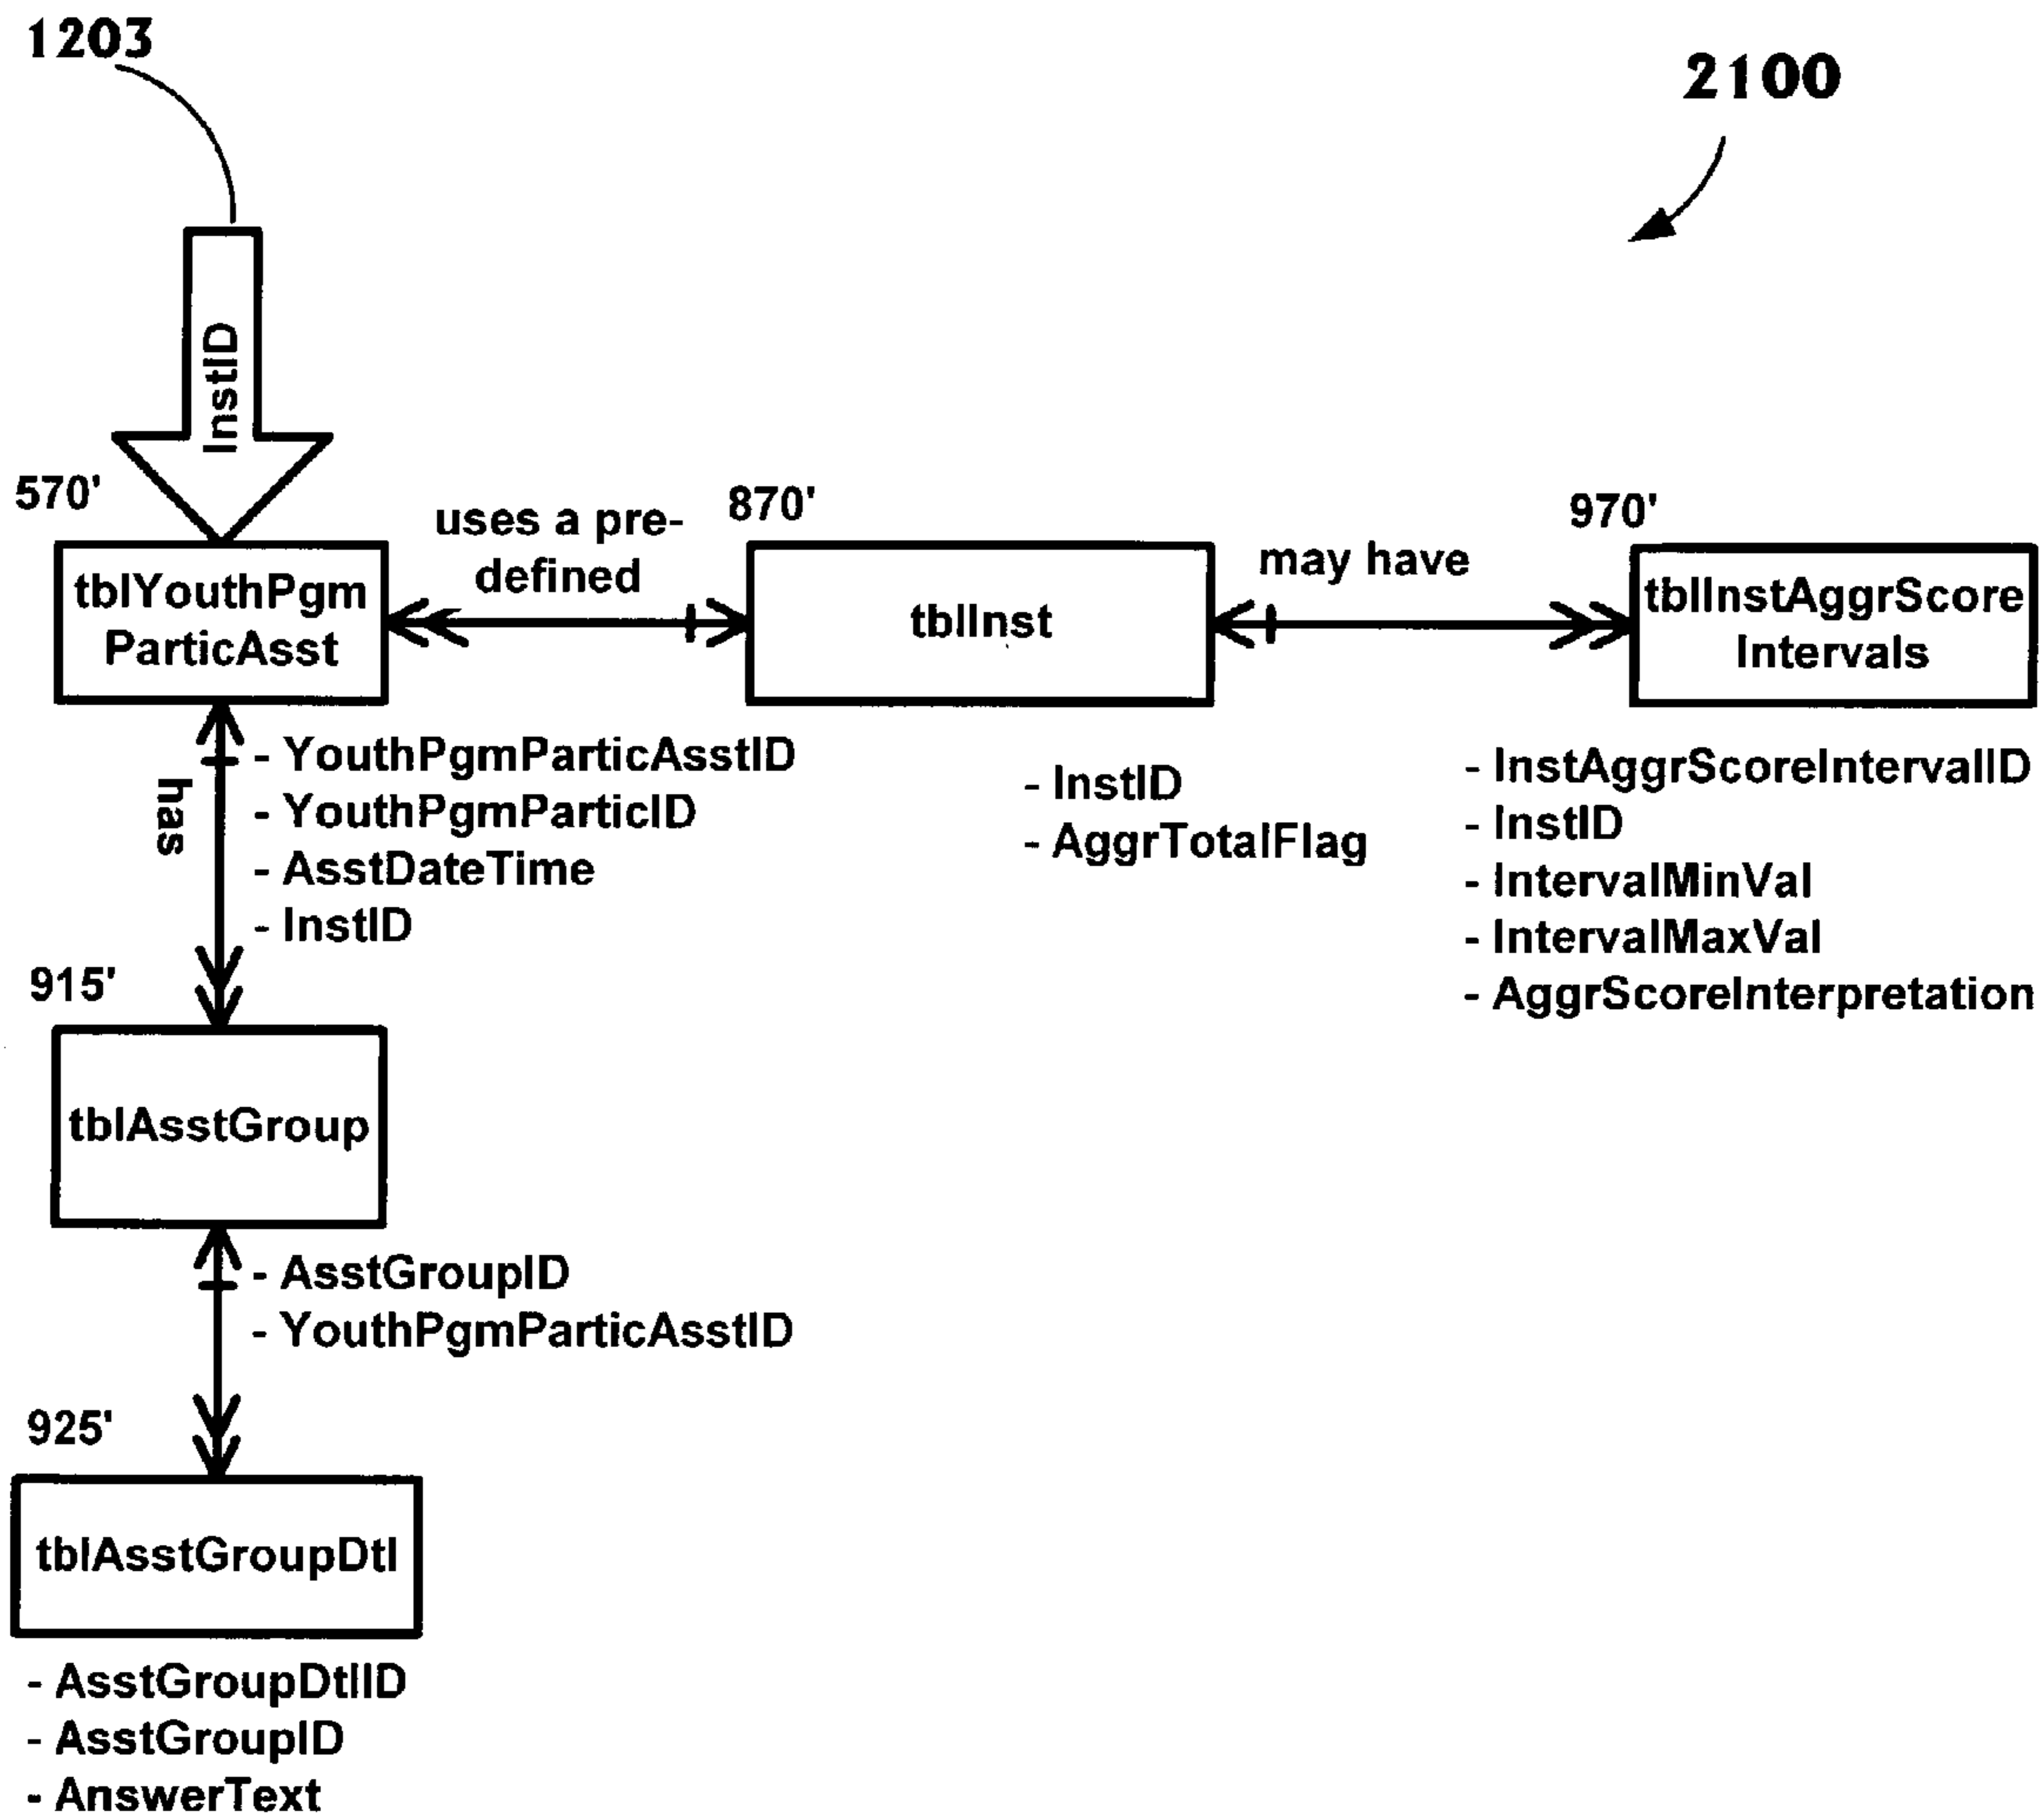 1203
2100
InstID
570'
uses a pre-
defined
870'
may have
970'
tblYouthPgm
ParticAsst
tblInst
tblInstAggrScore
Intervals
has
- YouthPgmParticAsstID
- YouthPgmParticID
- AsstDateTime
- InstID
- InstID
- AggrTotalFlag
- InstAggrScoreIntervalID
- InstID
- IntervalMinVal
- IntervalMaxVal
- AggrScoreInterpretation
915'
tblAsstGroup
- AsstGroupID
- YouthPgmParticAsstID
925'
tblAsstGroupDtl
- AsstGroupDtlID
- AsstGroupID
- AnswerText